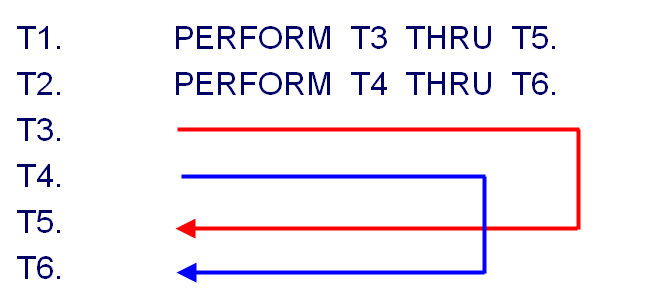 T1. PERFORM T3 THRU T5.
T2. PERFORM T4 THRU T6.
T3.
T4.
T5.
T6.